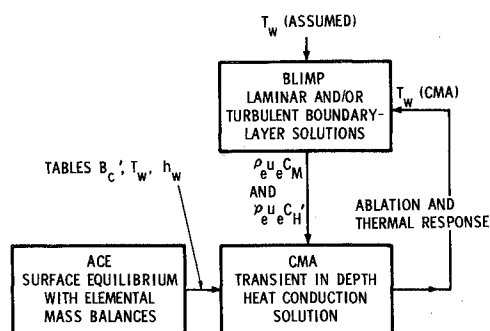 T_w (ASSUMED)
BLIMP
LAMINAR AND/OR
TURBULENT BOUNDARY-
LAYER SOLUTIONS
T_w (CMA)
TABLES B_c', T_w, h_w
ρ_e u_e C_M
AND
ρ_e u_e C_H'
ABLATION AND
THERMAL RESPONSE
ACE
SURFACE EQUILIBRIUM
WITH ELEMENTAL
MASS BALANCES
CMA
TRANSIENT IN DEPTH
HEAT CONDUCTION
SOLUTION